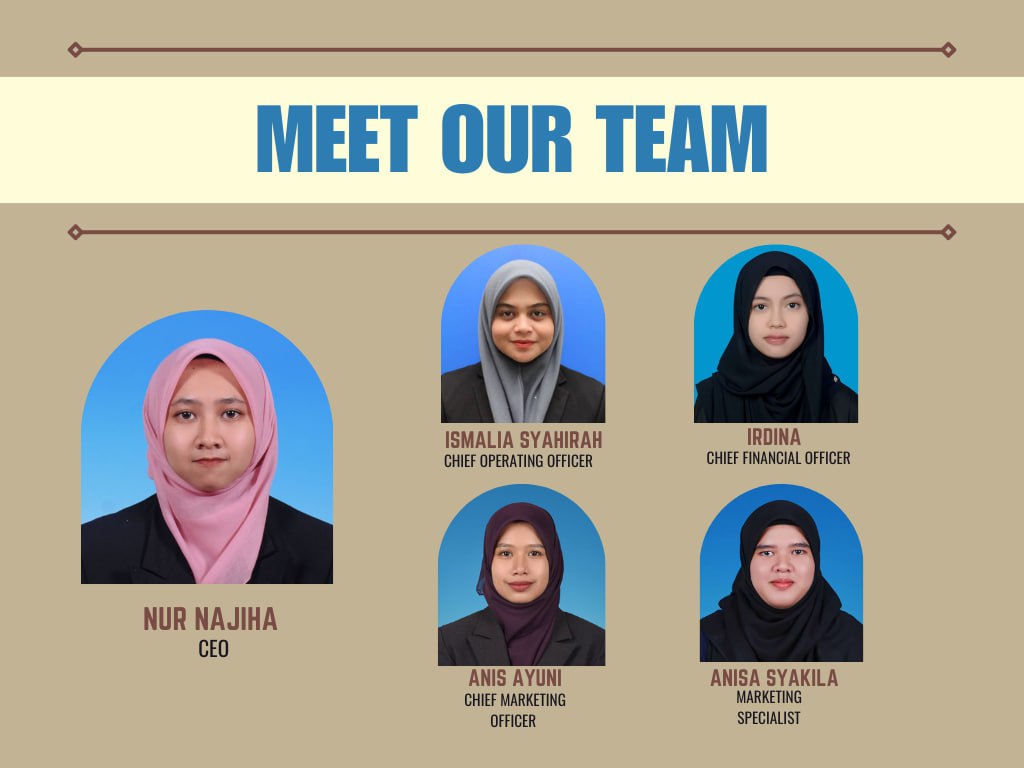 MEET OUR TEAM
NUR NAJIHA
CEO
ISMALIA SYAHIRAH
CHIEF OPERATING OFFICER
IRDINA
CHIEF FINANCIAL OFFICER
ANIS AYUNI
CHIEF MARKETING
OFFICER
ANISA SYAKILA
MARKETING
SPECIALIST